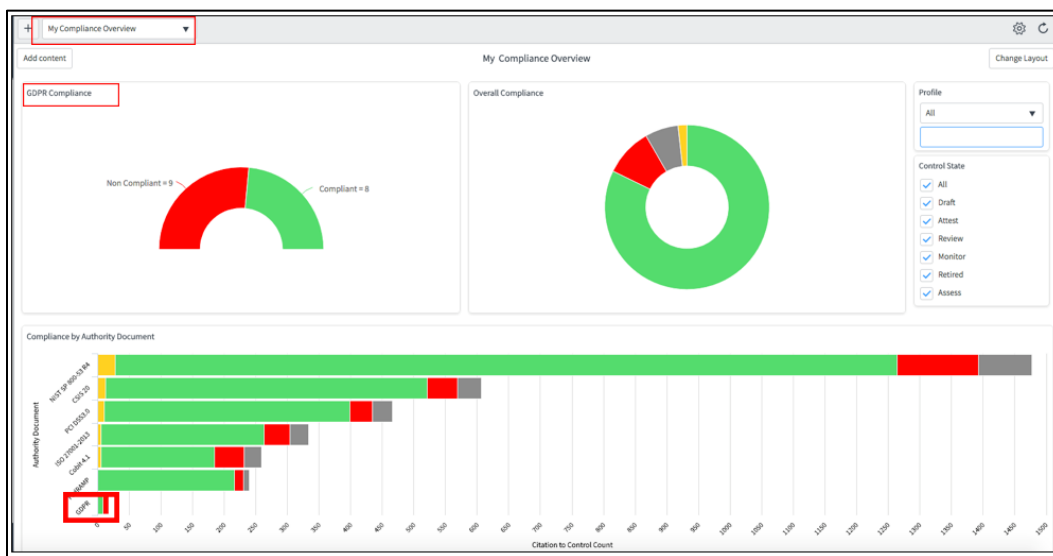 + My Compliance Overview
Add content
My Compliance Overview
Change Layout
GDPR Compliance
Non Compliant = 9
Compliant = 8
Overall Compliance
Profile
All
Control State
All
Draft
Attest
Review
Monitor
Retired
Assess
Compliance by Authority Document
Authority Document
NIST SP 800-53 R4
CSIS 20
PCI DSS3.0
ISO 27001-2013
Cobit 4.1
GDPR
0 50 100 150 200 250 300 350 400 450 500 550 600 650 700 750 800 850 900 950 1000 1050 1100 1150 1200 1250 1300 1350 1400 1450 1500
Citation to Control Count